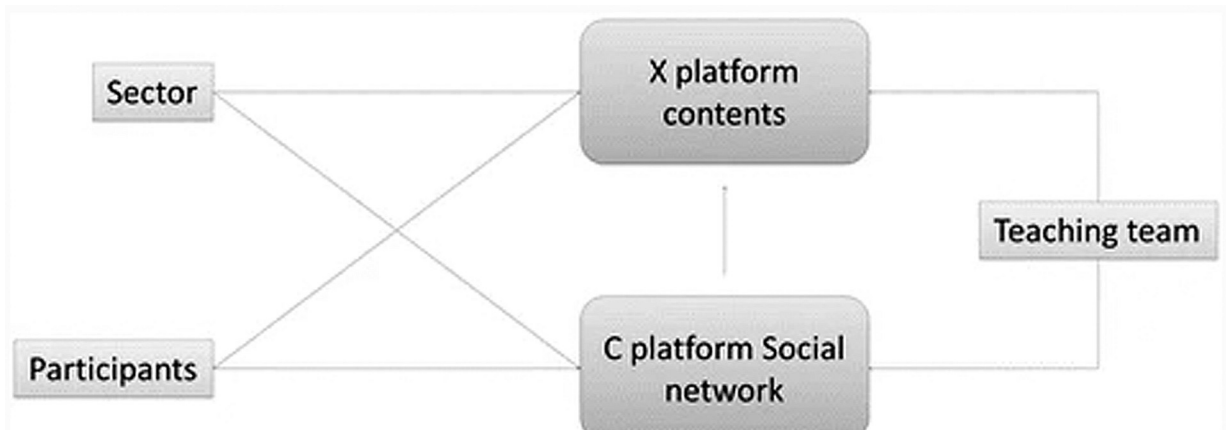 Sector
X platform
contents
Teaching team
Participants
C platform Social
network